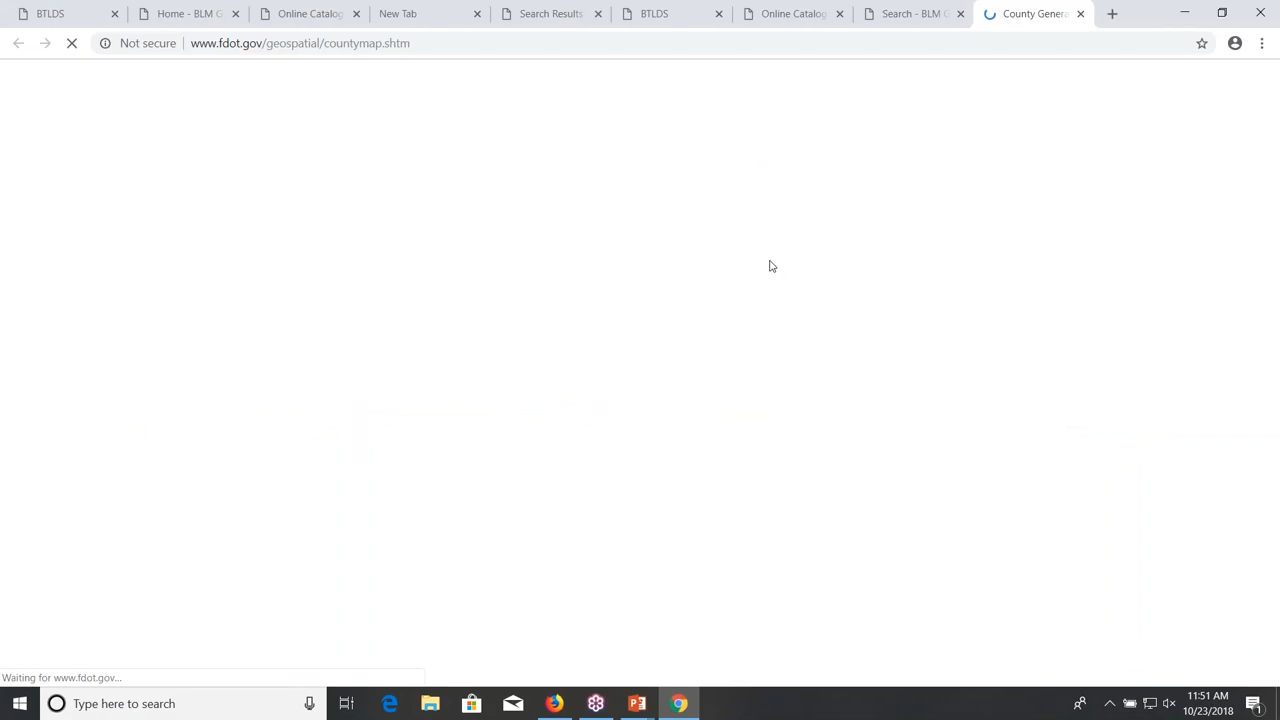 BTLDS
Home - BLM G
Online Catalog
New Tab
Search Results
BTLDS
Online Catalog
Search - BLM G
County Genera
Not secure
www.fdot.gov/geospatial/countymap.shtm
Waiting for www.fdot.gov...
Type here to search
11:51 AM
10/23/2018
1